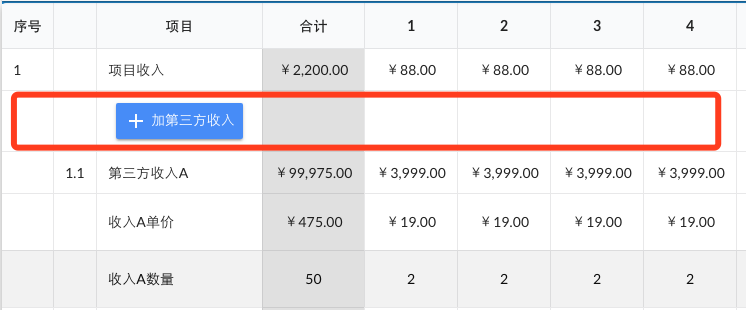 序号 项目 合计 1 2 3 4
1 项目收入 ¥2,200.00 ¥88.00 ¥88.00 ¥88.00 ¥88.00
+ 加第三方收入
1.1 第三方收入A ¥99,975.00 ¥3,999.00 ¥3,999.00 ¥3,999.00 ¥3,999.00
收入A单价 ¥475.00 ¥19.00 ¥19.00 ¥19.00 ¥19.00
收入A数量 50 2 2 2 2